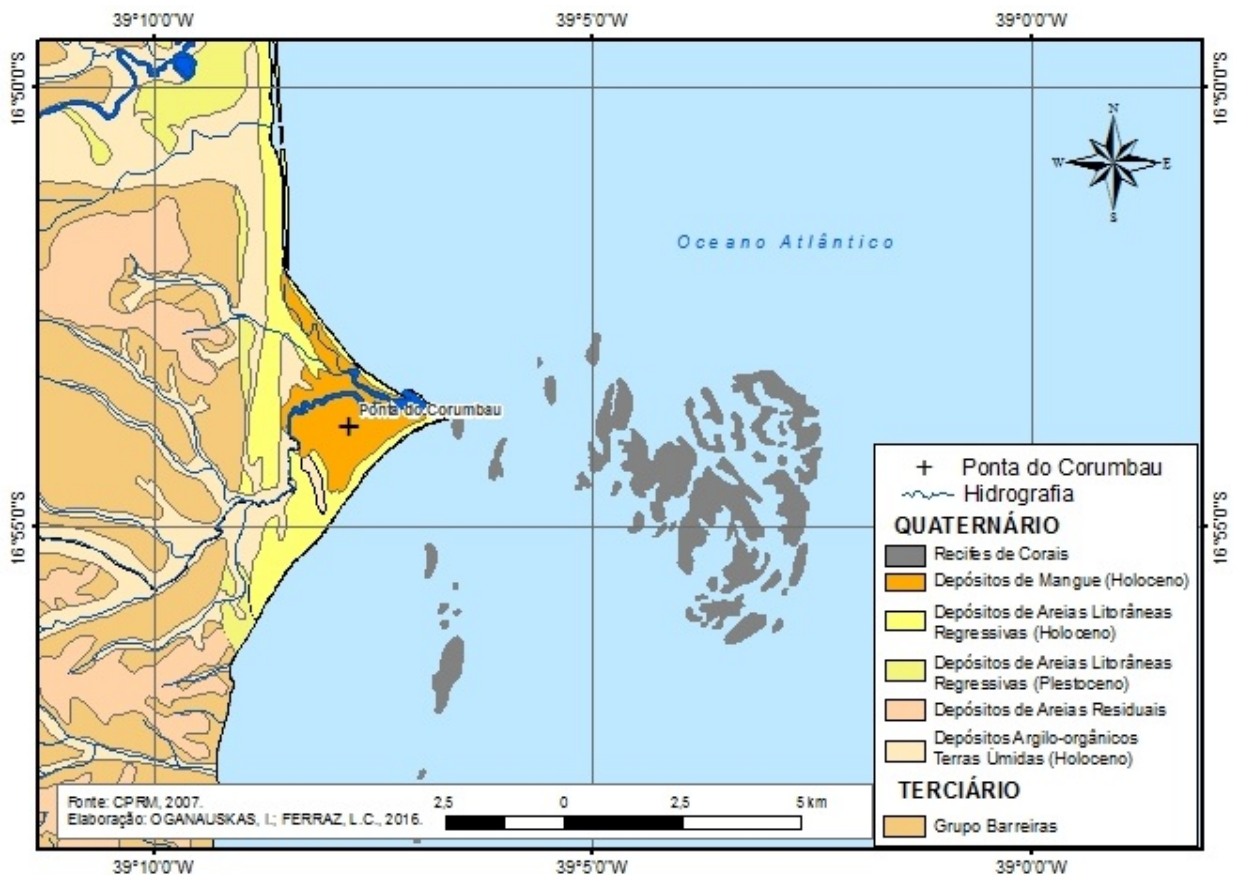 39°10'0"W 39°5'0"W 39°0'0"W
16°50'0"S 16°50'0"S
N
W E
S
Oceano Atlântico
Ponta do Corumbau
16°55'0"S 16°55'0"S
Ponta do Corumbau
Hidrografia
QUATERNÁRIO
Recifes de Corais
Depósitos de Mangue (Holoceno)
Depósitos de Areias Litorâneas
Regressivas (Holoceno)
Depósitos de Areias Litorâneas
Regressivas (Plestoceno)
Depósitos de Areias Residuais
Depósitos Argilo-orgânicos
Terras Úmidas (Holoceno)
TERCIÁRIO
Grupo Barreiras
Fonte: CPRM, 2007.
Elaboração: OGANAUSKAS, I.; FERRAZ, L.C., 2016.
2,5 0 2,5 5 km
39°10'0"W 39°5'0"W 39°0'0"W